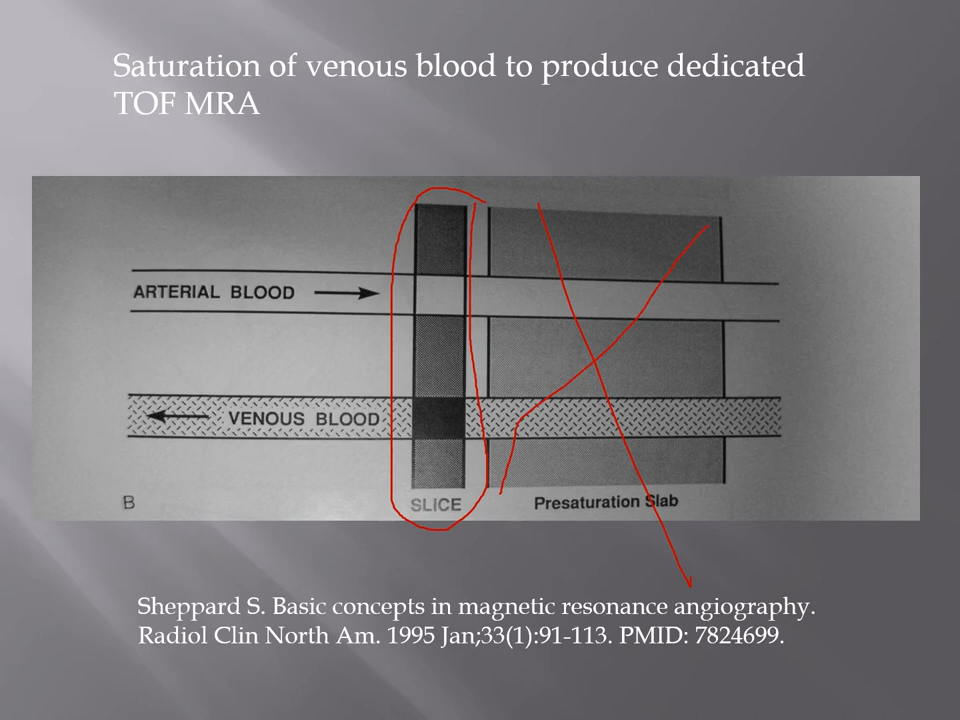 Saturation of venous blood to produce dedicated
TOF MRA
ARTERIAL BLOOD
VENOUS BLOOD
B
SLICE
Presaturation Slab
Sheppard S. Basic concepts in magnetic resonance angiography.
Radiol Clin North Am. 1995 Jan;33(1):91-113. PMID: 7824699.